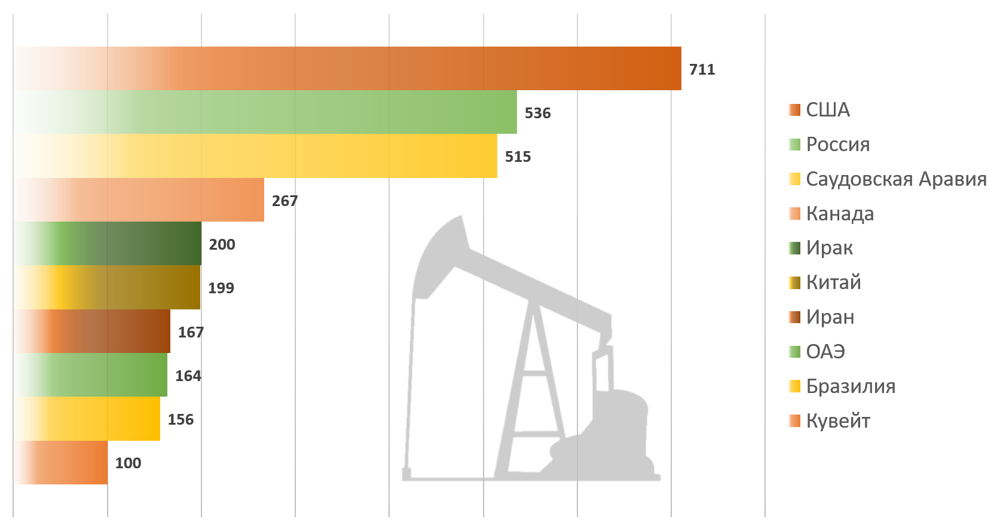 711
536
515
267
200
199
167
164
156
100
США
Россия
Саудовская Аравия
Канада
Ирак
Китай
Иран
ОАЭ
Бразилия
Кувейт